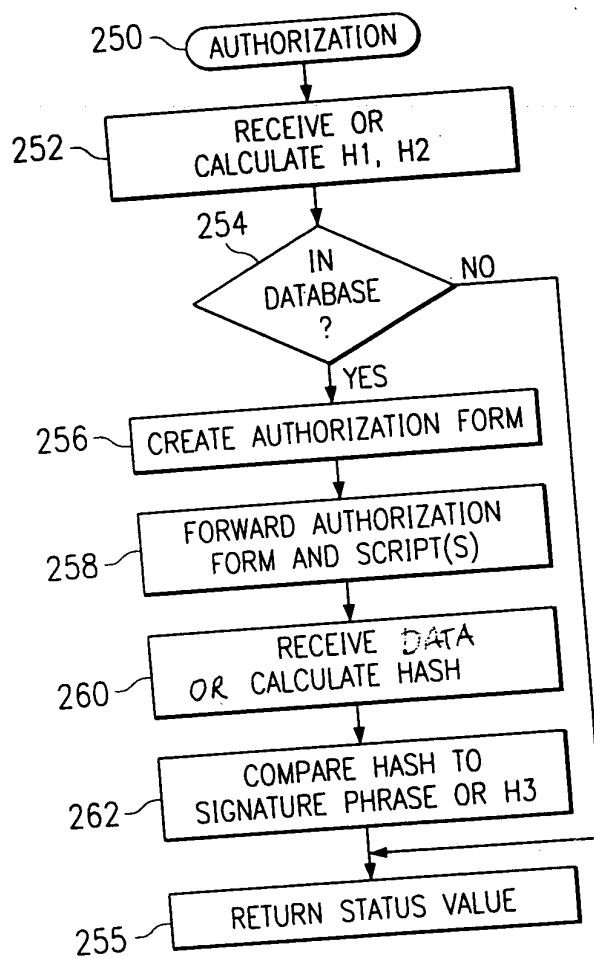 250
AUTHORIZATION
252
RECEIVE OR
CALCULATE H1, H2
254
IN
DATABASE
?
NO
YES
256
CREATE AUTHORIZATION FORM
258
FORWARD AUTHORIZATION
FORM AND SCRIPT(S)
260
RECEIVE DATA
OR CALCULATE HASH
262
COMPARE HASH TO
SIGNATURE PHRASE OR H3
255
RETURN STATUS VALUE